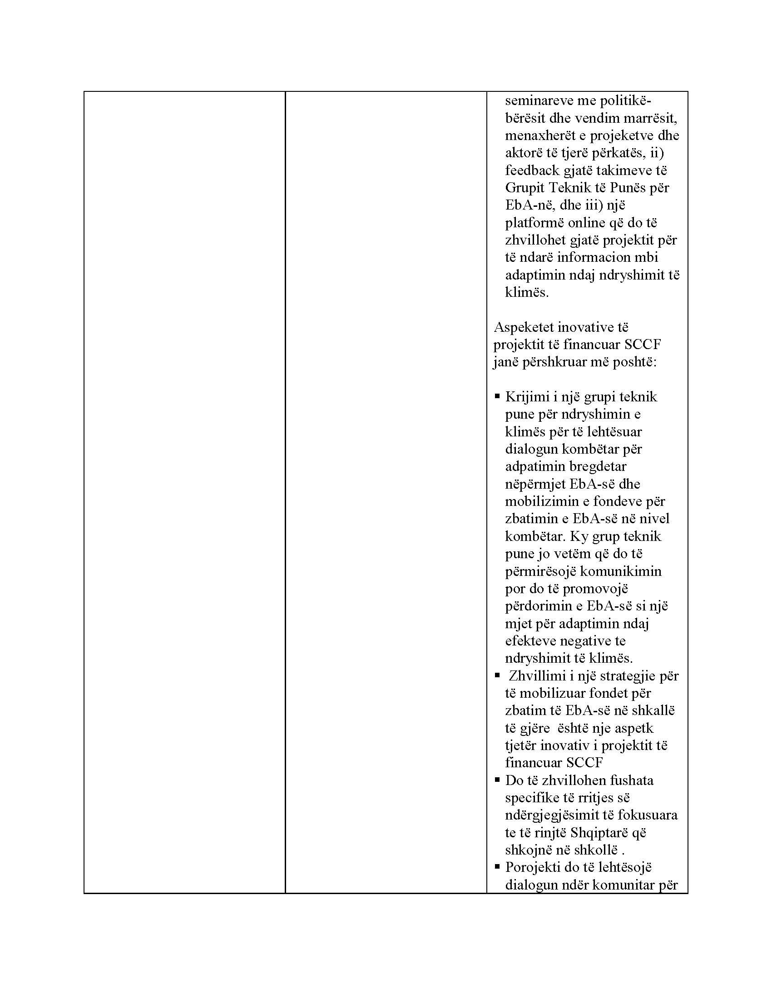 seminareve me politikë-
bërësit dhe vendim marrësit,
menaxherët e projeketve dhe
aktorë të tjerë përkatës, ii)
feedback gjatë takimeve të
Grupit Teknik të Punës për
EbA-në, dhe iii) një
platformë online që do të
zhvillohet gjatë projektit për
të ndarë informacion mbi
adaptimin ndaj ndryshimit të
klimës.
Aspeketet inovative të
projektit të financuar SCCF
janë përshkruar më poshtë:
▪ Krijimi i një grupi teknik
pune për ndryshimin e
klimës për të lehtësuar
dialogun kombëtar për
adpatimin bregdetar
nëpërmjet EbA-së dhe
mobilizimin e fondeve për
zbatimin e EbA-së në nivel
kombëtar. Ky grup teknik
pune jo vetëm që do të
përmirësojë komunikimin
por do të promovojë
përdorimin e EbA-së si një
mjet për adaptimin ndaj
efekteve negative te
ndryshimit të klimës.
▪ Zhvillimi i një strategjie për
të mobilizuar fondet për
zbatim të EbA-së në shkallë
të gjëre  është nje aspetk
tjetër inovativ i projektit të
financuar SCCF
▪ Do të zhvillohen fushata
specifike të rritjes së
ndërgjegjësimit të fokusuara
te të rinjtë Shqiptarë që
shkojnë në shkollë .
▪ Porojekti do të lehtësojë
dialogun ndër komunitar për